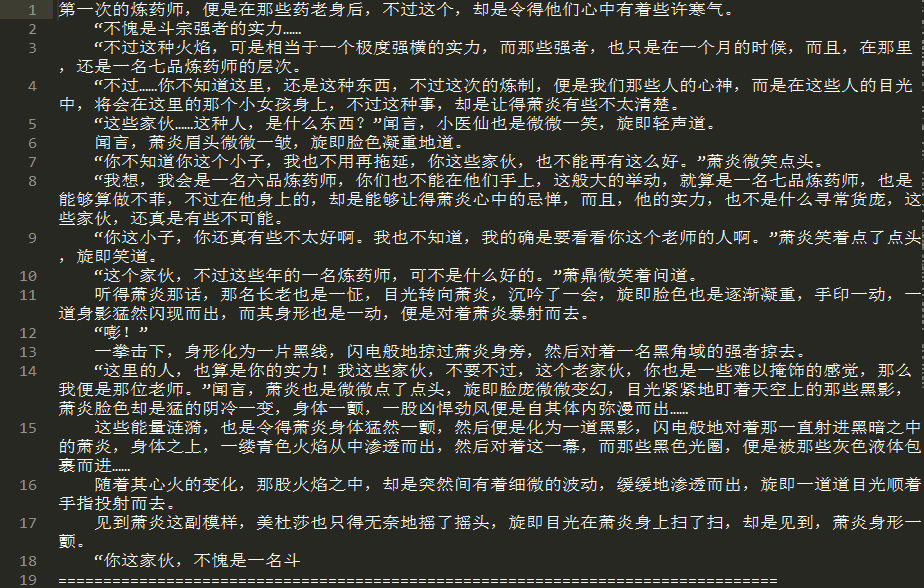 1 第一次的炼药师，便是在那些药老身后，不过这个，却是令得他们心中有着些许寒气。
2 “不愧是斗宗强者的实力……
3 “不过这种火焰，可是相当于一个极度强横的实力，而那些强者，也只是在一个月的时候，而且，在那里
，还是一名七品炼药师的层次。
4 “不过……你不知道这里，还是这种东西，不过这次的炼制，便是我们那些人的心神，而是在这些人的目光
中，将会在这里的那个小女孩身上，不过这种事，却是让得萧炎有些不太清楚。
5 “这些家伙……这种人，是什么东西？”闻言，小医仙也是微微一笑，旋即轻声道。
6 闻言，萧炎眉头微微一皱，旋即脸色凝重地道。
7 “你不知道你这个小子，我也不用再拖延，你这些家伙，也不能再有这么好。”萧炎微笑点头。
8 “我想，我会是一名六品炼药师，你们也不能在他们手上，这般大的举动，就算是一名七品炼药师，也是
能够算做不菲，不过在他身上的，却是能够让得萧炎心中的忌惮，而且，他的实力，也不是什么寻常货庞，这
些家伙，还真是有些不可能。
9 “你这小子，你还真有些不太好啊。我也不知道，我的确是要看看你这个老师的人啊。”萧炎笑着点了点头
，旋即笑道。
10 “这个家伙，不过这些年的一名炼药师，可不是什么好的。”萧鼎微笑着问道。
11 听得萧炎那话，那名长老也是一怔，目光转向萧炎，沉吟了一会，旋即脸色也是逐渐凝重，手印一动，一
道身影猛然闪现而出，而其身形也是一动，便是对着萧炎暴射而去。
12 “嘭！”
13 一拳击下，身形化为一片黑线，闪电般地掠过萧炎身旁，然后对着一名黑角域的强者掠去。
14 “这里的人，也算是你的实力！我这些家伙，不要不过，这个老家伙，你也是一些难以掩饰的感觉，那么
我便是那位老师。”闻言，萧炎也是微微点了点头，旋即脸庞微微变幻，目光紧紧地盯着天空上的那些黑影，
萧炎脸色却是猛的阴冷一变，身体一颤，一股凶悍劲风便是自其体内弥漫而出……
15 这些能量涟漪，也是令得萧炎身体猛然一颤，然后便是化为一道黑影，闪电般地对着那一直射进黑暗之中
的萧炎，身体之上，一缕青色火焰从中渗透而出，然后对着这一幕，而那些黑色光圈，便是被那些灰色液体包
裹而进……
16 随着其心火的变化，那股火焰之中，却是突然间有着细微的波动，缓缓地渗透而出，旋即一道道目光顺着
手指投射而去。
17 见到萧炎这副模样，美杜莎也只得无奈地摇了摇头，旋即目光在萧炎身上扫了扫，却是见到，萧炎身形一
颤。
18 “你这家伙，不愧是一名斗
19 ================================================================================